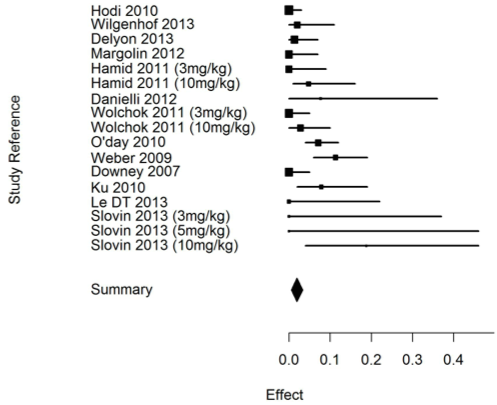 Study Reference
Hodi 2010
Wilgenhof 2013
Delyon 2013
Margolin 2012
Hamid 2011 (3mg/kg)
Hamid 2011 (10mg/kg)
Danielli 2012
Wolchok 2011 (3mg/kg)
Wolchok 2011 (10mg/kg)
O'day 2010
Weber 2009
Downey 2007
Ku 2010
Le DT 2013
Slovin 2013 (3mg/kg)
Slovin 2013 (5mg/kg)
Slovin 2013 (10mg/kg)
Summary
0.0 0.1 0.2 0.3 0.4
Effect